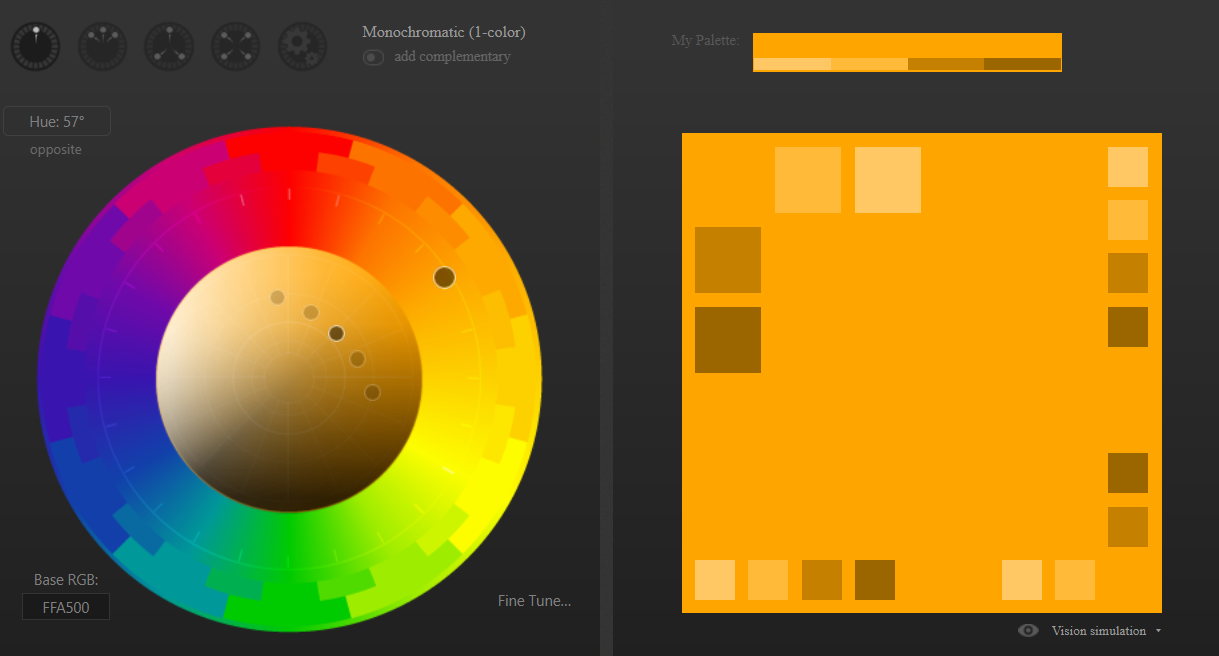 Monochromatic (1-color)
add complementary
My Palette:
Hue: 57°
opposite
Base RGB:
FFA500
Fine Tune...
Vision simulation